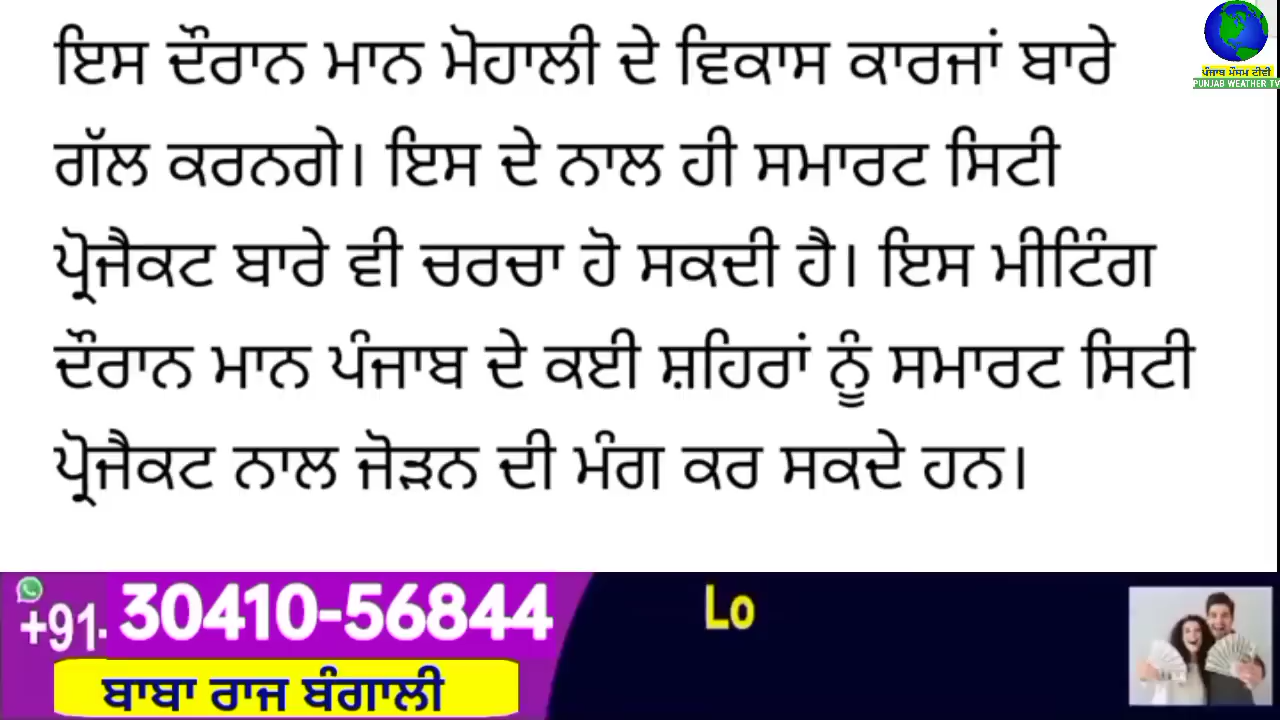 ਇਸ ਦੌਰਾਨ ਮਾਨ ਮੋਹਾਲੀ ਦੇ ਵਿਕਾਸ ਕਾਰਜਾਂ ਬਾਰੇ
ਗੱਲ ਕਰਨਗੇ। ਇਸ ਦੇ ਨਾਲ ਹੀ ਸਮਾਰਟ ਸਿਟੀ
ਪ੍ਰੋਜੈਕਟ ਬਾਰੇ ਵੀ ਚਰਚਾ ਹੋ ਸਕਦੀ ਹੈ। ਇਸ ਮੀਟਿੰਗ
ਦੌਰਾਨ ਮਾਨ ਪੰਜਾਬ ਦੇ ਕਈ ਸ਼ਹਿਰਾਂ ਨੂੰ ਸਮਾਰਟ ਸਿਟੀ
ਪ੍ਰੋਜੈਕਟ ਨਾਲ ਜੋੜਨ ਦੀ ਮੰਗ ਕਰ ਸਕਦੇ ਹਨ।
ਪੰਜਾਬ ਮੌਸਮ ਟੀਵੀ
PUNJAB WEATHER TV
+91- 30410-56844
ਬਾਬਾ ਰਾਜ ਬੰਗਾਲੀ
Lo